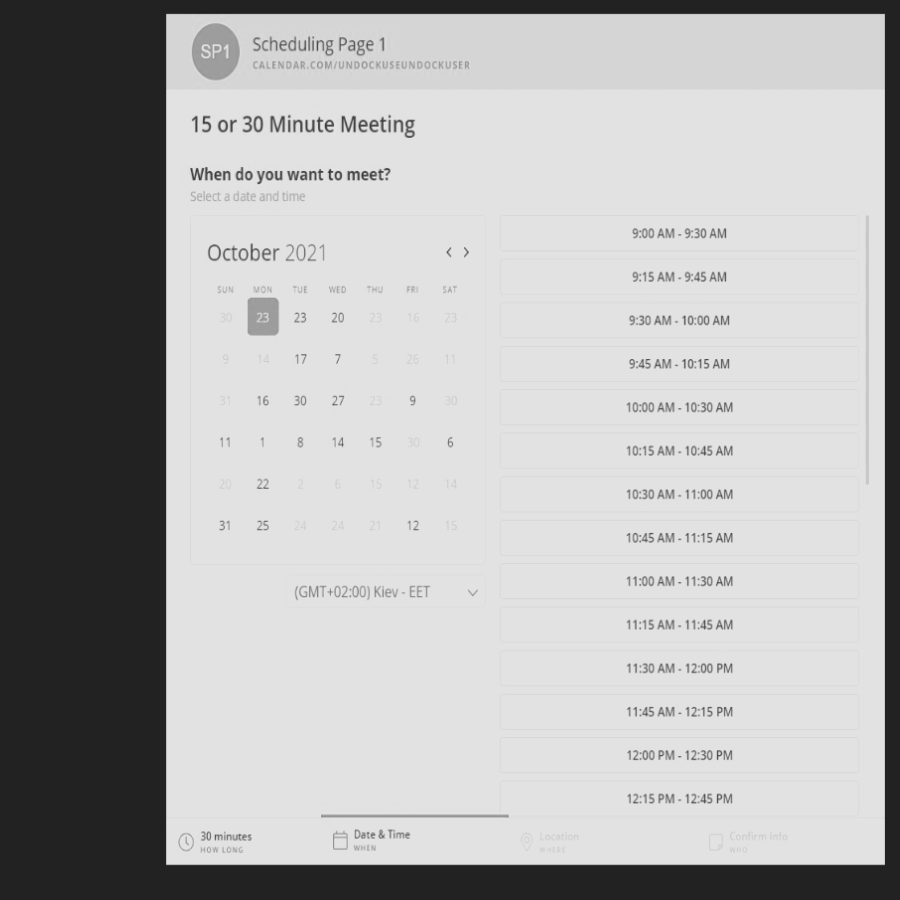 SP1
Scheduling Page 1
CALENDAR.COM/UNDOCKUSEUNDOCKUSER
15 or 30 Minute Meeting
When do you want to meet?
Select a date and time
October 2021
SUN MON TUE WED THU FRI SAT
30 23 23 20 23 16 23
9 14 17 7 5 26 11
31 16 30 27 23 9 30
11 1 8 14 15 30 6
20 22 2 6 15 12 14
31 25 24 24 21 12 15
(GMT+02:00) Kiev - EET
9:00 AM - 9:30 AM
9:15 AM - 9:45 AM
9:30 AM - 10:00 AM
9:45 AM - 10:15 AM
10:00 AM - 10:30 AM
10:15 AM - 10:45 AM
10:30 AM - 11:00 AM
10:45 AM - 11:15 AM
11:00 AM - 11:30 AM
11:15 AM - 11:45 AM
11:30 AM - 12:00 PM
11:45 AM - 12:15 PM
12:00 PM - 12:30 PM
12:15 PM - 12:45 PM
30 minutes
HOW LONG
Date & Time
WHEN
Location
WHERE
Confirm Info
WHO